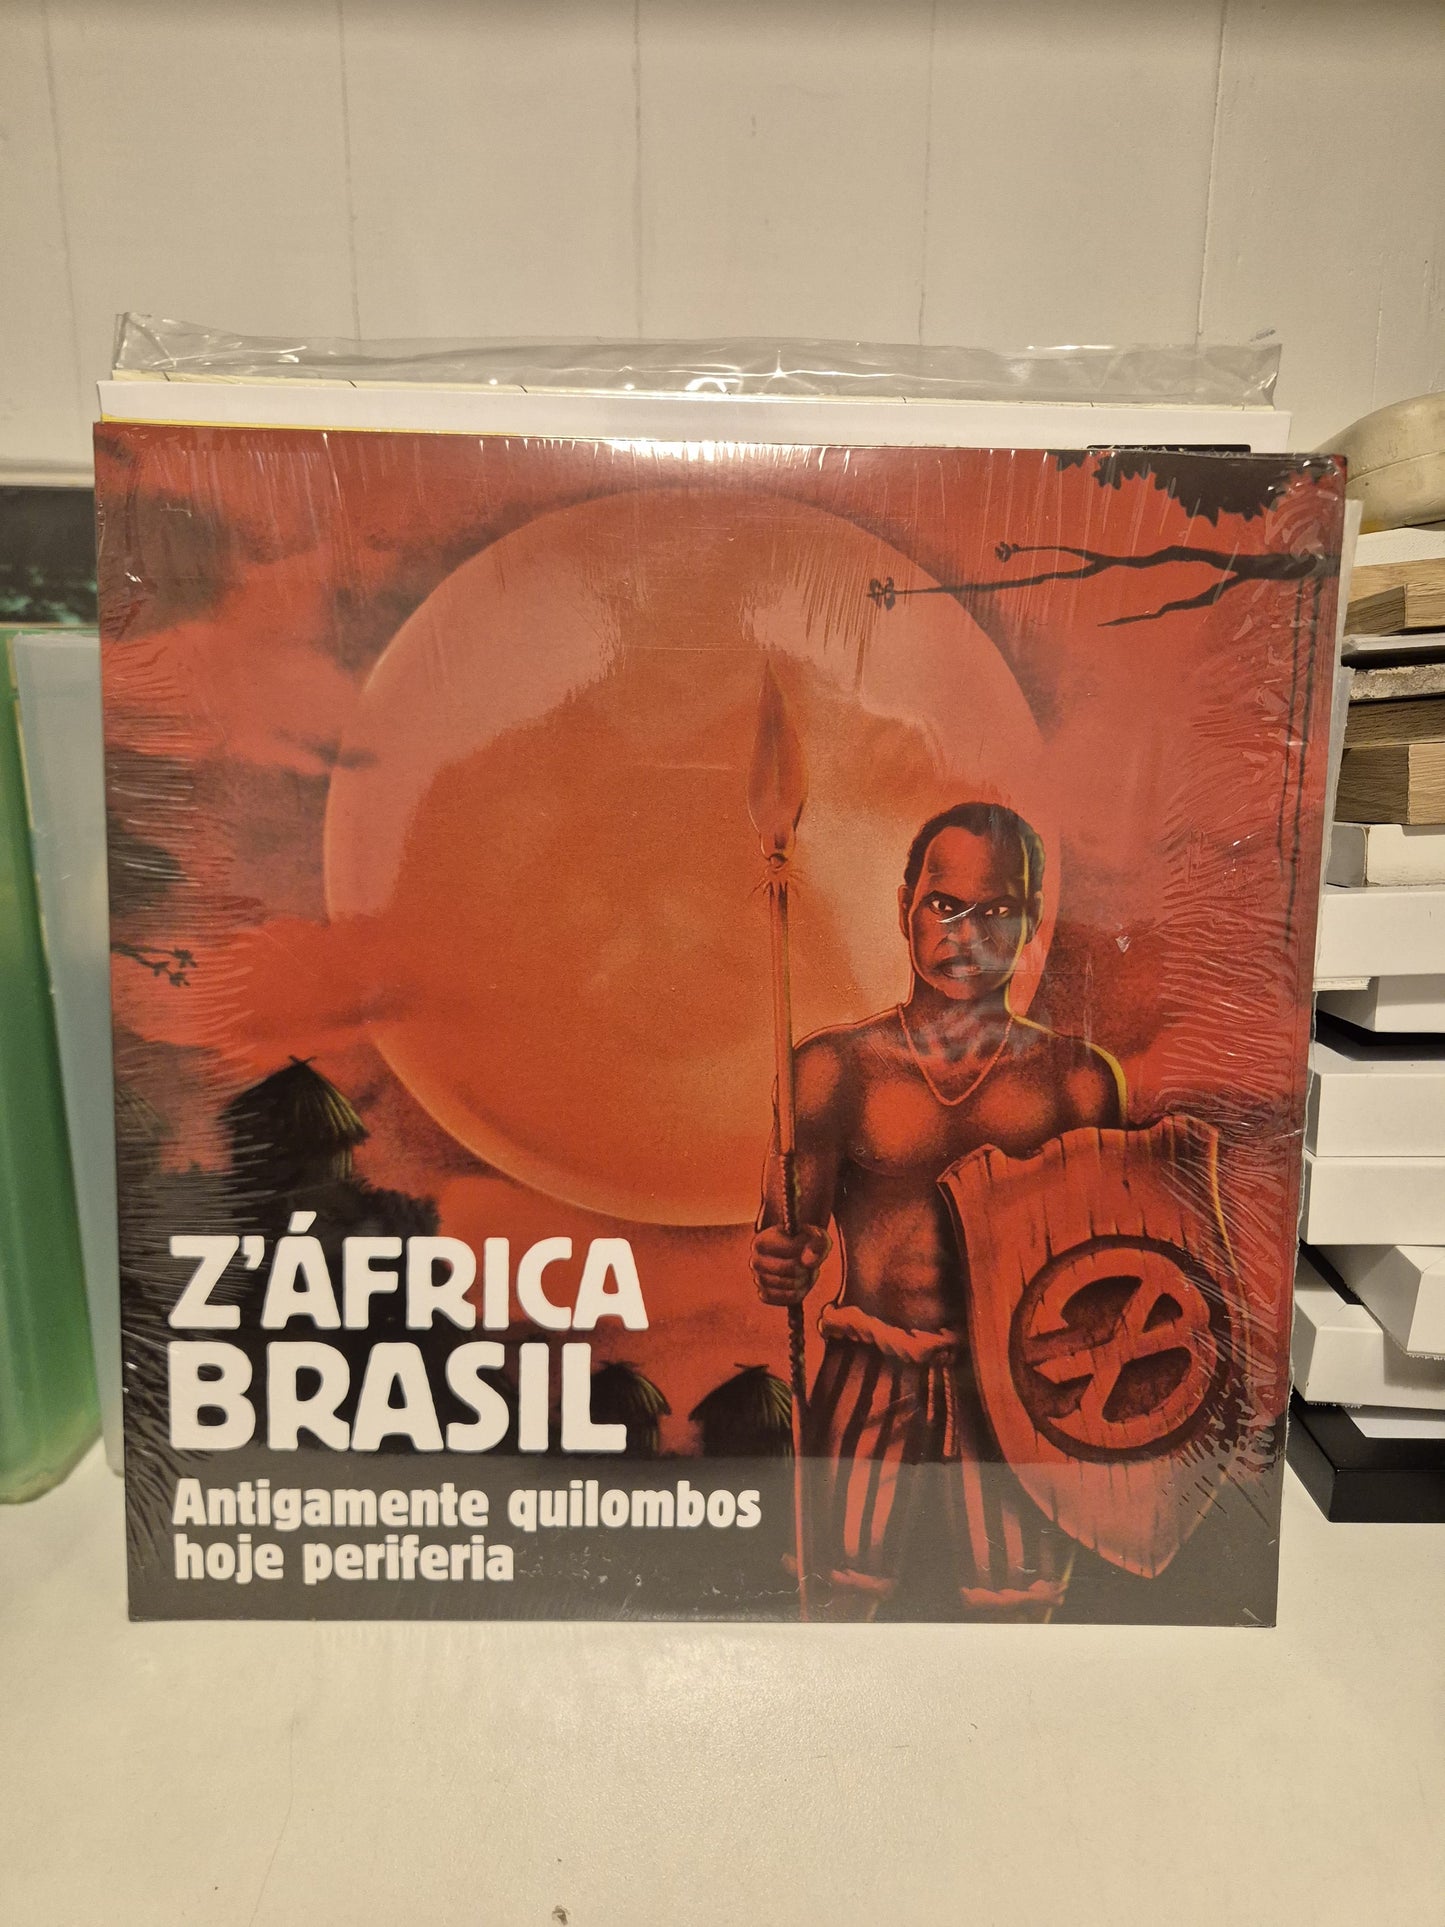 Z'ÁFRICA
BRASIL
Antigamente quilombos
hoje periferia